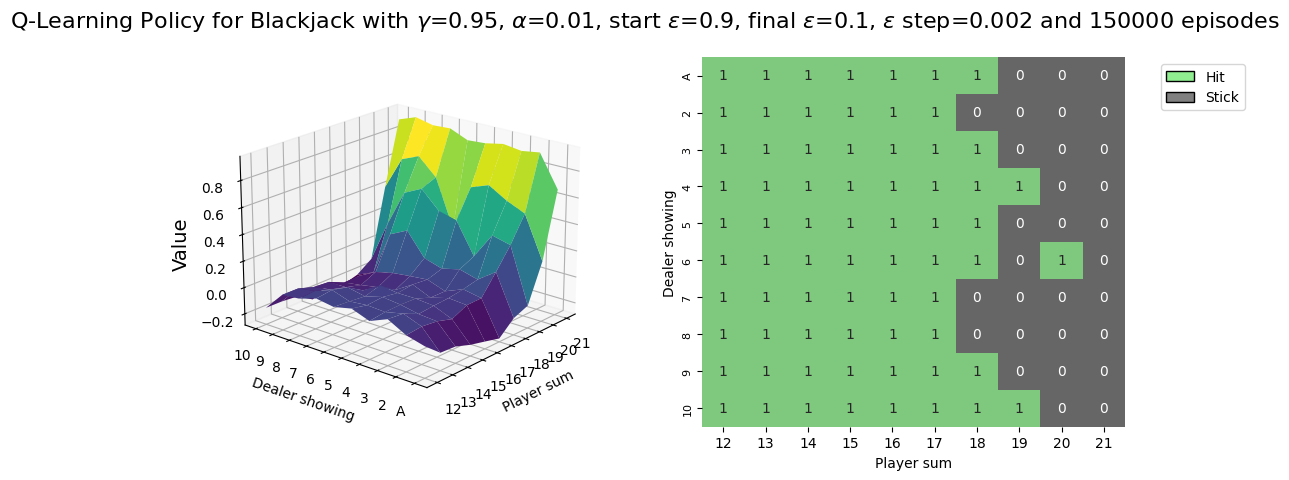 Q-Learning Policy for Blackjack with γ=0.95, α=0.01, start ε=0.9, final ε=0.1, ε step=0.002 and 150000 episodes
Value
0.8
0.6
0.4
0.2
0.0
−0.2
10 9 8 7 6 5 4 3 2 A
Dealer showing
12 13 14 15 16 17 18 19 20 21
Player sum
Dealer showing
A 1 1 1 1 1 1 1 0 0 0
2 1 1 1 1 1 1 0 0 0 0
3 1 1 1 1 1 1 1 0 0 0
4 1 1 1 1 1 1 1 1 0 0
5 1 1 1 1 1 1 1 0 0 0
6 1 1 1 1 1 1 1 0 1 0
7 1 1 1 1 1 1 0 0 0 0
8 1 1 1 1 1 1 0 0 0 0
9 1 1 1 1 1 1 1 0 0 0
10 1 1 1 1 1 1 1 1 0 0
12 13 14 15 16 17 18 19 20 21
Player sum
Hit
Stick